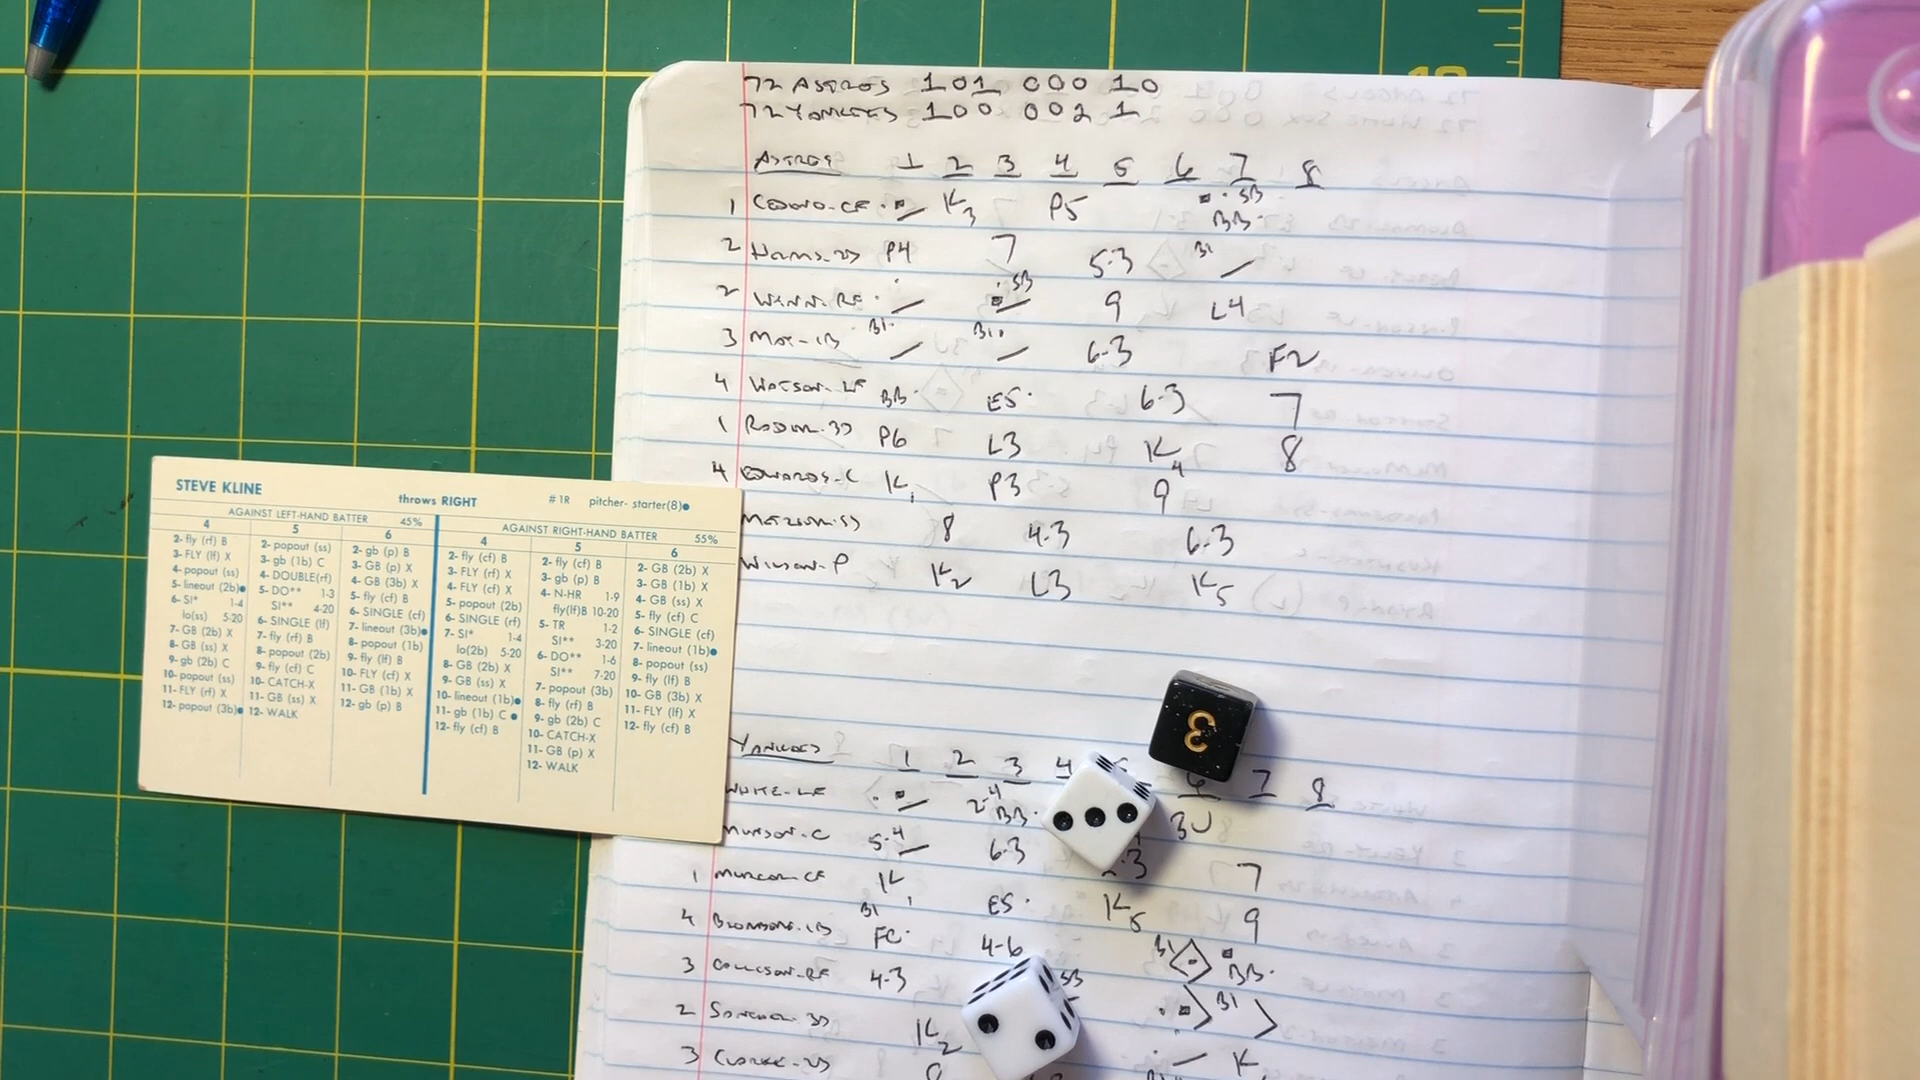 72 ASTROS 101 000 10
72 YANKEES 100 002 1
ASTROS 1 2 3 4 5 6 7 8
1 CEDENO-CF K3 P5 SB BB
2 P4 7 5-3 B1
2 WYNN-RF SB 9 L4
3 B1 B1 6-3 F2
4 WATSON-LF BB ES 6-3 7
1 P6 L3 K4 8
4 EDWARDS-C K1 P3 9
METZGER-SS 8 4-3 6-3
WILSON-P K2 L3 K5
YANKEES 1 2 3 4 6 7 8
WHITE-LF 2-4 BB 3U
MUNSON-C 5-4 6-3 7
1 MURCER-CF K1 ES K5 9
4 BLOMBERG-1B B1 FC 4-6 B1 BB
3 4-3 SB B1
2 K2
3 CLARKE-2B 8 K
STEVE KLINE throws RIGHT #1R pitcher- starter(8)●
AGAINST LEFT-HAND BATTER 45%
4 5 6
2- fly (rf) B
3- FLY (lf) X
4- popout (ss)
5- lineout (2b)●
6- SI* 1-4
lo(ss) 5-20
7- GB (2b) X
8- GB (ss) X
9- gb (2b) C
10- popout (ss)
11- FLY (rf) X
12- popout (3b)●
2- popout (ss)
3- gb (1b) C
4- DOUBLE(rf)
5- DO** 1-3
SI** 4-20
6- SINGLE (lf)
7- fly (rf) B
8- popout (2b)
9- fly (cf) C
10- CATCH-X
11- GB (ss) X
12- WALK
2- gb (p) B
3- GB (p) X
4- GB (3b) X
5- fly (cf) B
6- SINGLE (cf)
7- lineout (3b)●
8- popout (1b)
9- fly (lf) B
10- FLY (cf) X
11- GB (1b) X
12- gb (p) B
AGAINST RIGHT-HAND BATTER 55%
4 5 6
2- fly (cf) B
3- FLY (rf) X
4- FLY (cf) X
5- popout (2b)
6- SINGLE (rf)
7- SI* 1-4
lo(2b) 5-20
8- GB (2b) X
9- GB (ss) X
10- lineout (1b)●
11- gb (1b) C ●
12- fly (cf) B
2- fly (cf) B
3- gb (p) B
4- N-HR 1-9
fly(lf)B 10-20
5- TR 1-2
SI** 3-20
6- DO** 1-6
SI** 7-20
7- popout (3b)
8- fly (rf) B
9- gb (2b) C
10- CATCH-X
11- GB (p) X
12- WALK
2- GB (2b) X
3- GB (1b) X
4- GB (ss) X
5- fly (cf) C
6- SINGLE (cf)
7- lineout (1b)●
8- popout (ss)
9- fly (lf) B
10- GB (3b) X
11- FLY (lf) X
12- fly (cf) B
3